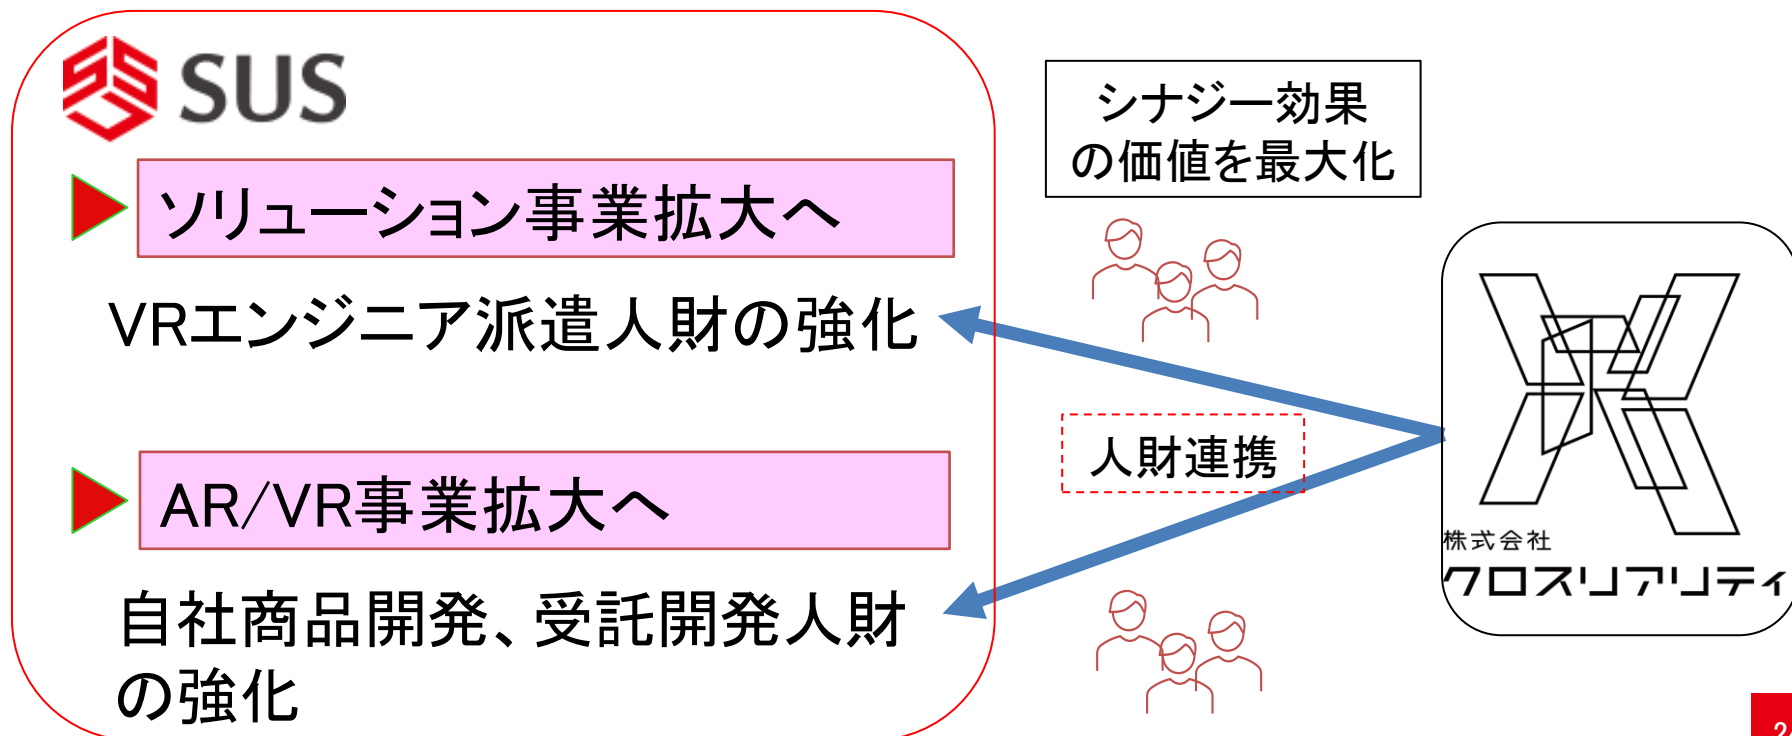 SUS
ソリューション事業拡大へ
VRエンジニア派遣人財の強化
AR/VR事業拡大へ
自社商品開発、受託開発人財
の強化
シナジー効果
の価値を最大化
人財連携
株式会社
クロスリアリティ
2